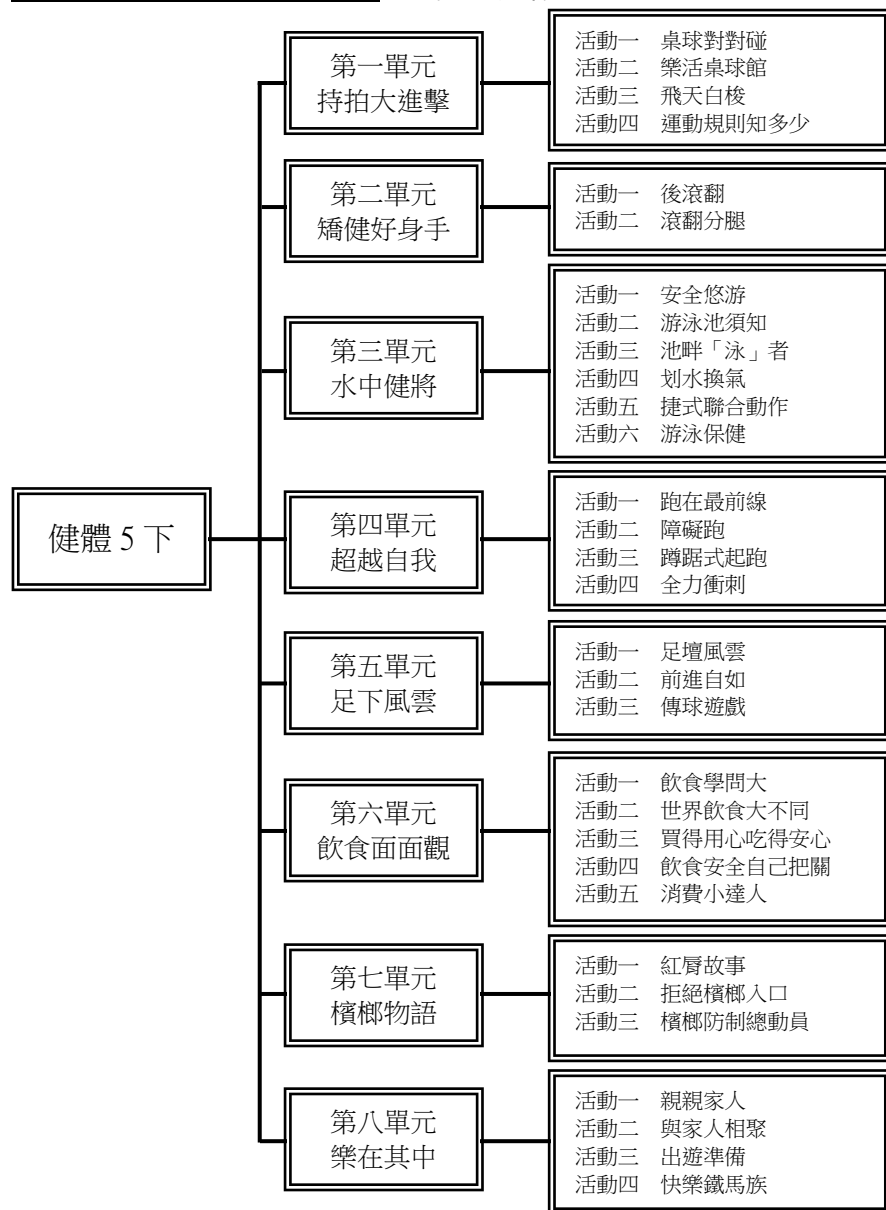 第一單元
持拍大進擊
活動一 桌球對對碰
活動二 樂活桌球館
活動三 飛天白梭
活動四 運動規則知多少
第二單元
矯健好身手
活動一 後滾翻
活動二 滾翻分腿
第三單元
水中健將
活動一 安全悠游
活動二 游泳池須知
活動三 池畔「泳」者
活動四 划水換氣
活動五 捷式聯合動作
活動六 游泳保健
健體 5 下
第四單元
超越自我
活動一 跑在最前線
活動二 障礙跑
活動三 蹲踞式起跑
活動四 全力衝刺
第五單元
足下風雲
活動一 足壇風雲
活動二 前進自如
活動三 傳球遊戲
第六單元
飲食面面觀
活動一 飲食學問大
活動二 世界飲食大不同
活動三 買得用心吃得安心
活動四 飲食安全自己把關
活動五 消費小達人
第七單元
檳榔物語
活動一 紅脣故事
活動二 拒絕檳榔入口
活動三 檳榔防制總動員
第八單元
樂在其中
活動一 親親家人
活動二 與家人相聚
活動三 出遊準備
活動四 快樂鐵馬族